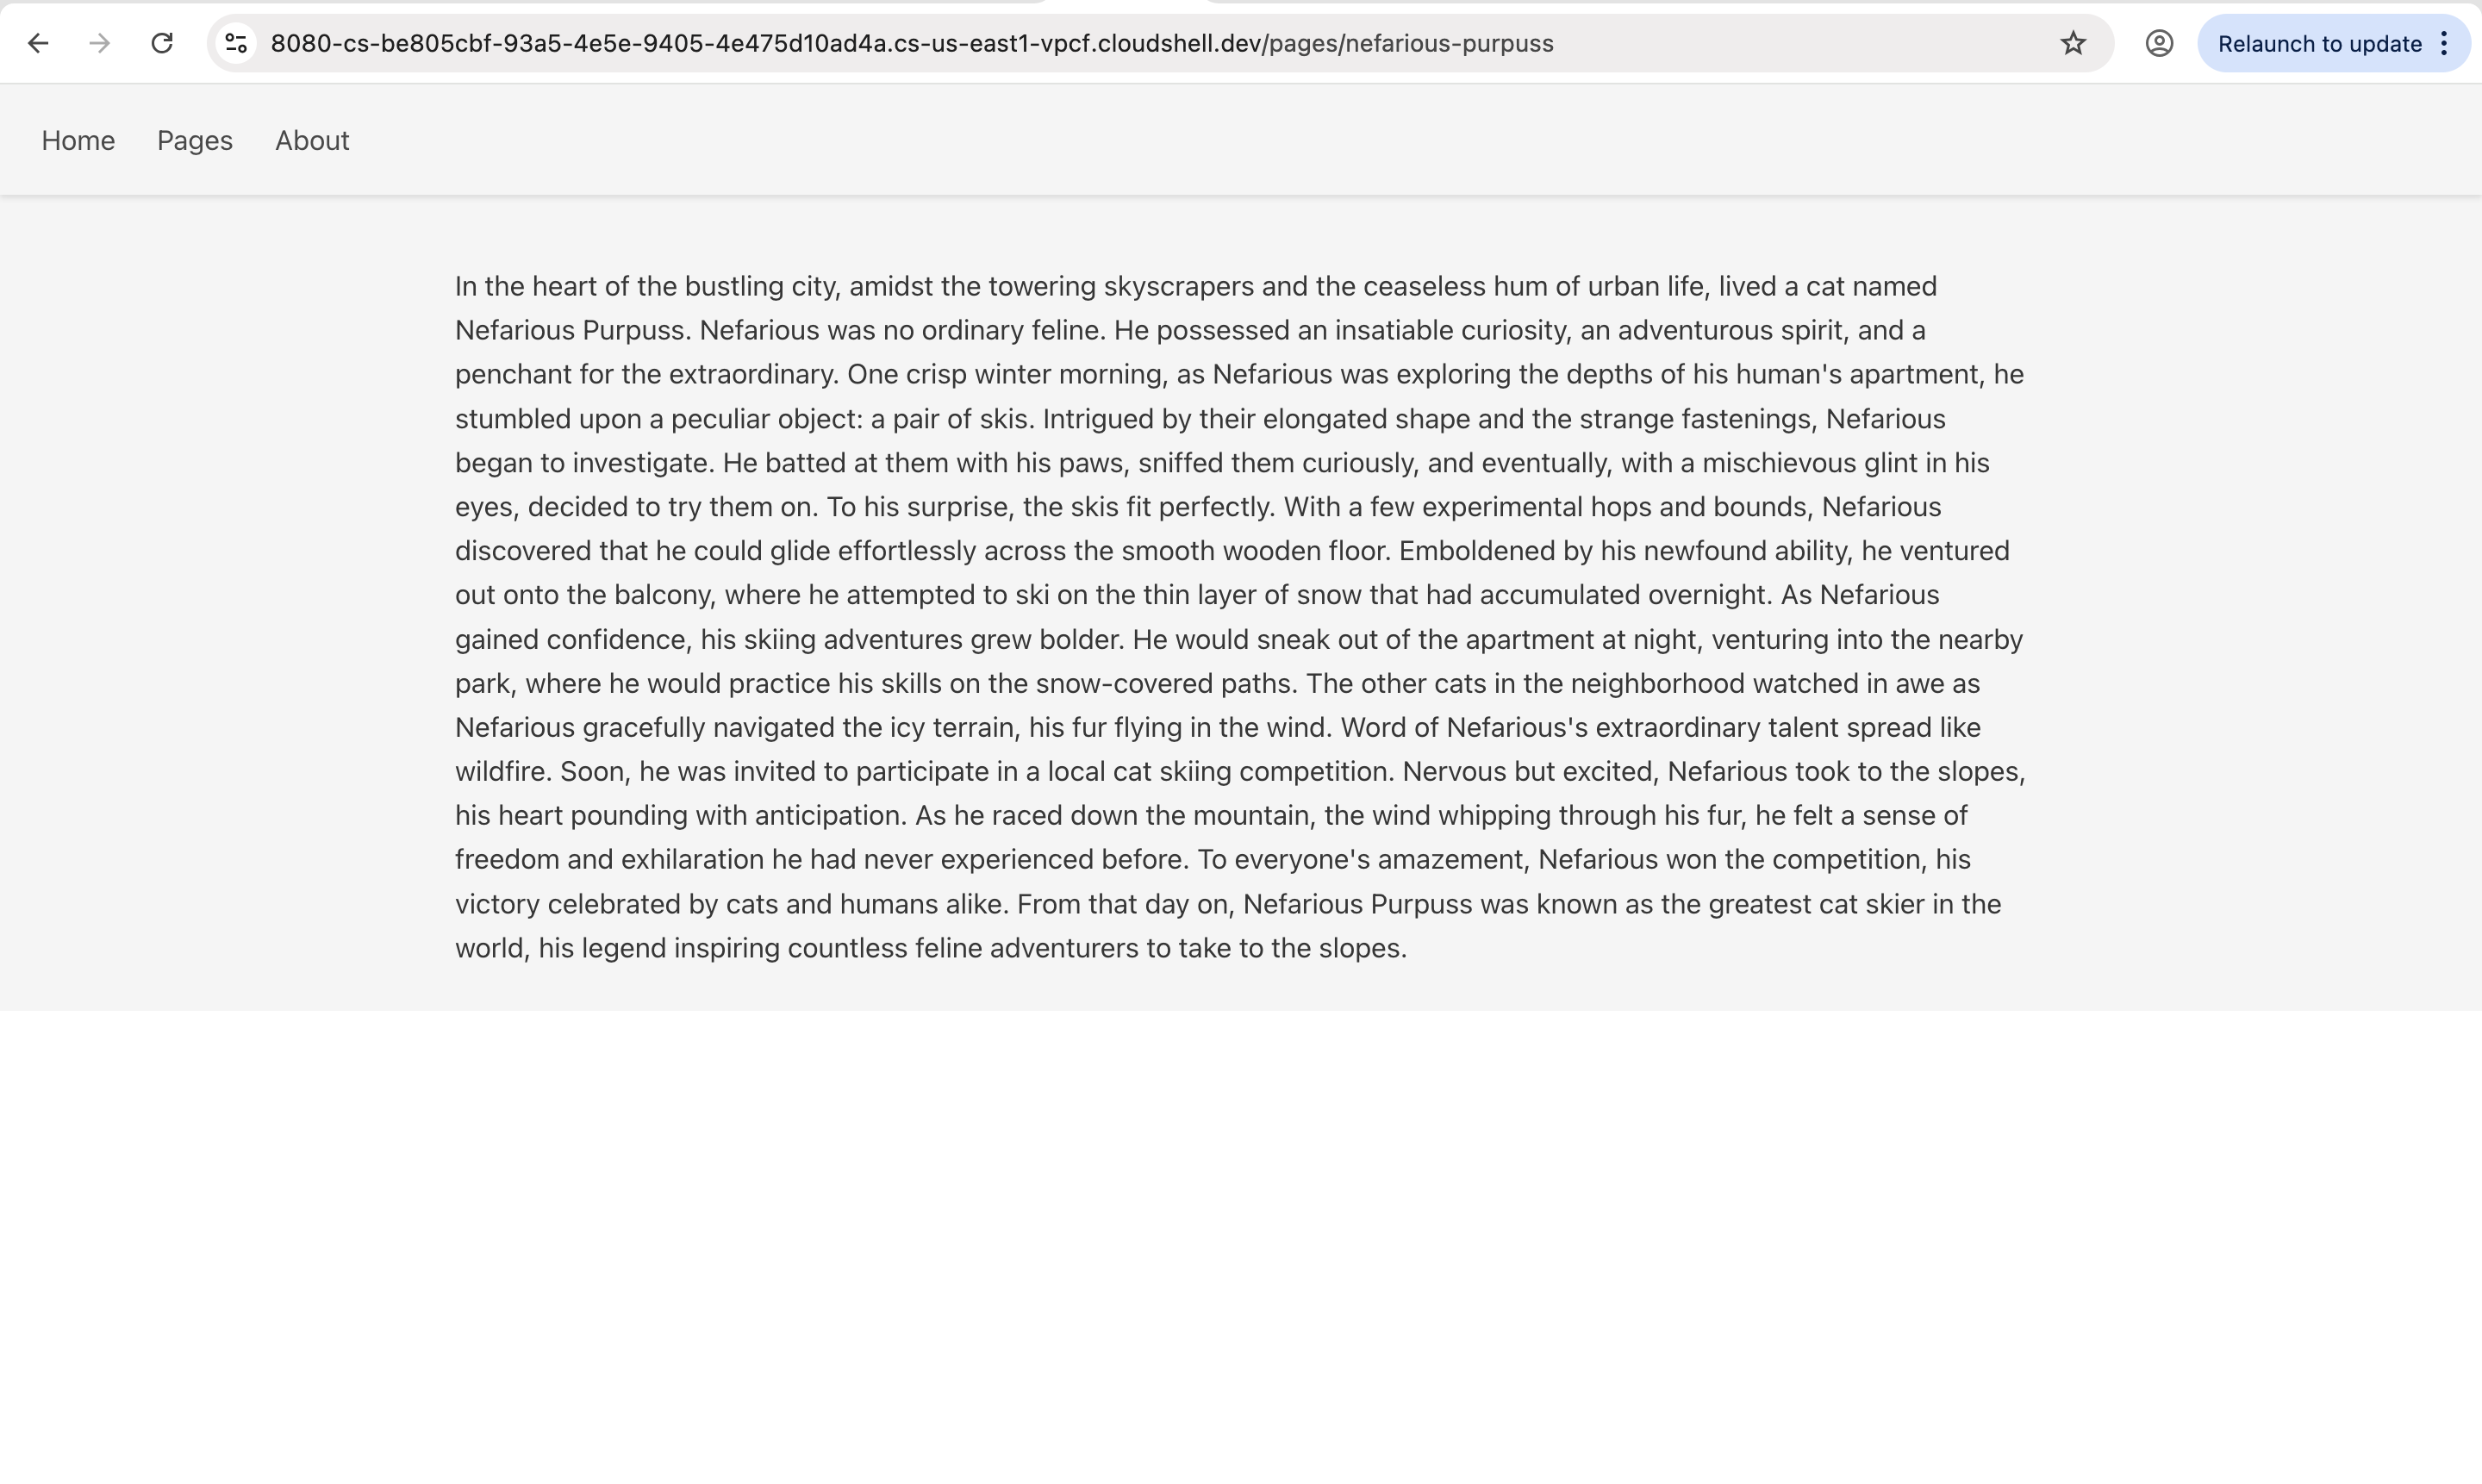 8080-cs-be805cbf-93a5-4e5e-9405-4e475d10ad4a.cs-us-east1-vpcf.cloudshell.dev/pages/nefarious-purpuss
Relaunch to update
Home Pages About
In the heart of the bustling city, amidst the towering skyscrapers and the ceaseless hum of urban life, lived a cat named
Nefarious Purpuss. Nefarious was no ordinary feline. He possessed an insatiable curiosity, an adventurous spirit, and a
penchant for the extraordinary. One crisp winter morning, as Nefarious was exploring the depths of his human's apartment, he
stumbled upon a peculiar object: a pair of skis. Intrigued by their elongated shape and the strange fastenings, Nefarious
began to investigate. He batted at them with his paws, sniffed them curiously, and eventually, with a mischievous glint in his
eyes, decided to try them on. To his surprise, the skis fit perfectly. With a few experimental hops and bounds, Nefarious
discovered that he could glide effortlessly across the smooth wooden floor. Emboldened by his newfound ability, he ventured
out onto the balcony, where he attempted to ski on the thin layer of snow that had accumulated overnight. As Nefarious
gained confidence, his skiing adventures grew bolder. He would sneak out of the apartment at night, venturing into the nearby
park, where he would practice his skills on the snow-covered paths. The other cats in the neighborhood watched in awe as
Nefarious gracefully navigated the icy terrain, his fur flying in the wind. Word of Nefarious's extraordinary talent spread like
wildfire. Soon, he was invited to participate in a local cat skiing competition. Nervous but excited, Nefarious took to the slopes,
his heart pounding with anticipation. As he raced down the mountain, the wind whipping through his fur, he felt a sense of
freedom and exhilaration he had never experienced before. To everyone's amazement, Nefarious won the competition, his
victory celebrated by cats and humans alike. From that day on, Nefarious Purpuss was known as the greatest cat skier in the
world, his legend inspiring countless feline adventurers to take to the slopes.